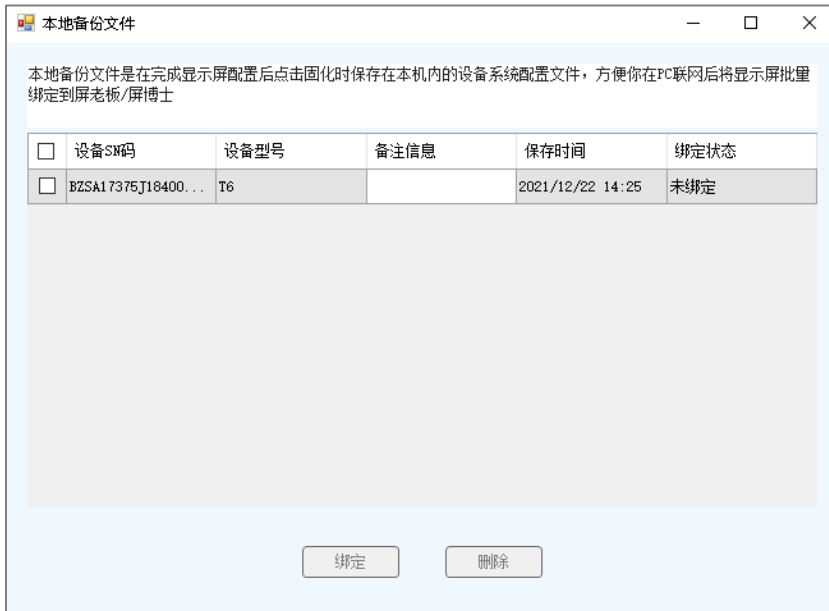 本地备份文件
本地备份文件是在完成显示屏配置后点击固化时保存在本机内的设备系统配置文件，方便你在PC联网后将显示屏批量
绑定到屏老板/屏博士
设备SN码 设备型号 备注信息 保存时间 绑定状态
BZSA17375J18400... T6 2021/12/22 14:25 未绑定
绑定 删除